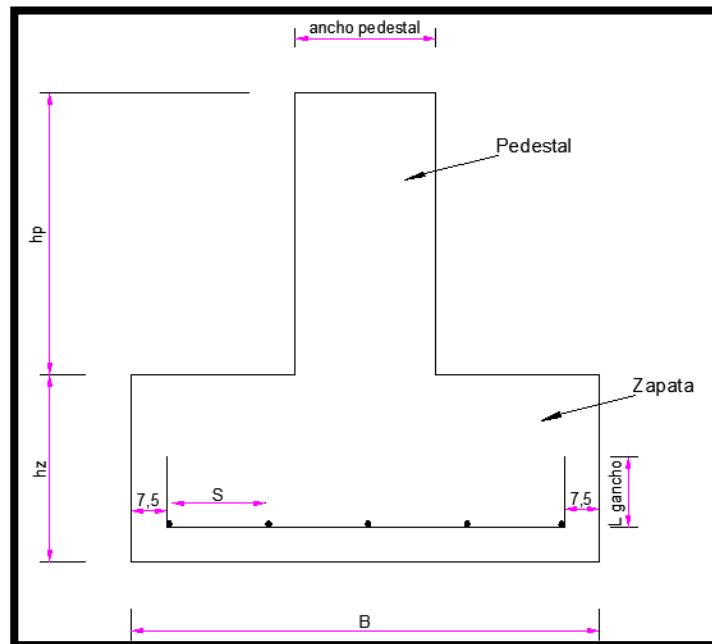 ancho pedestal
Pedestal
hp
Zapata
hz
7,5
S
7,5
L gancho
B